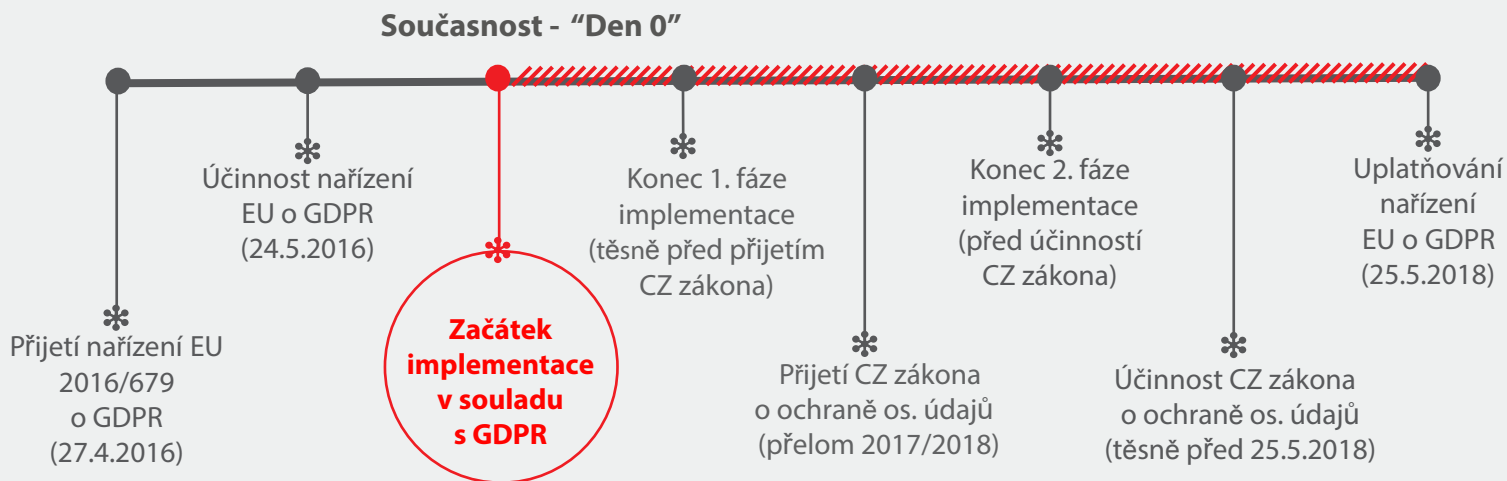 Současnost - “Den 0”
Přijetí nařízení EU
2016/679
o GDPR
(27.4.2016)
Účinnost nařízení
EU o GDPR
(24.5.2016)
Začátek
implementace
v souladu
s GDPR
Konec 1. fáze
implementace
(těsně před přijetím
CZ zákona)
Přijetí CZ zákona
o ochraně os. údajů
(přelom 2017/2018)
Konec 2. fáze
implementace
(před účinností
CZ zákona)
Účinnost CZ zákona
o ochraně os. údajů
(těsně před 25.5.2018)
Uplatňování
nařízení
EU o GDPR
(25.5.2018)